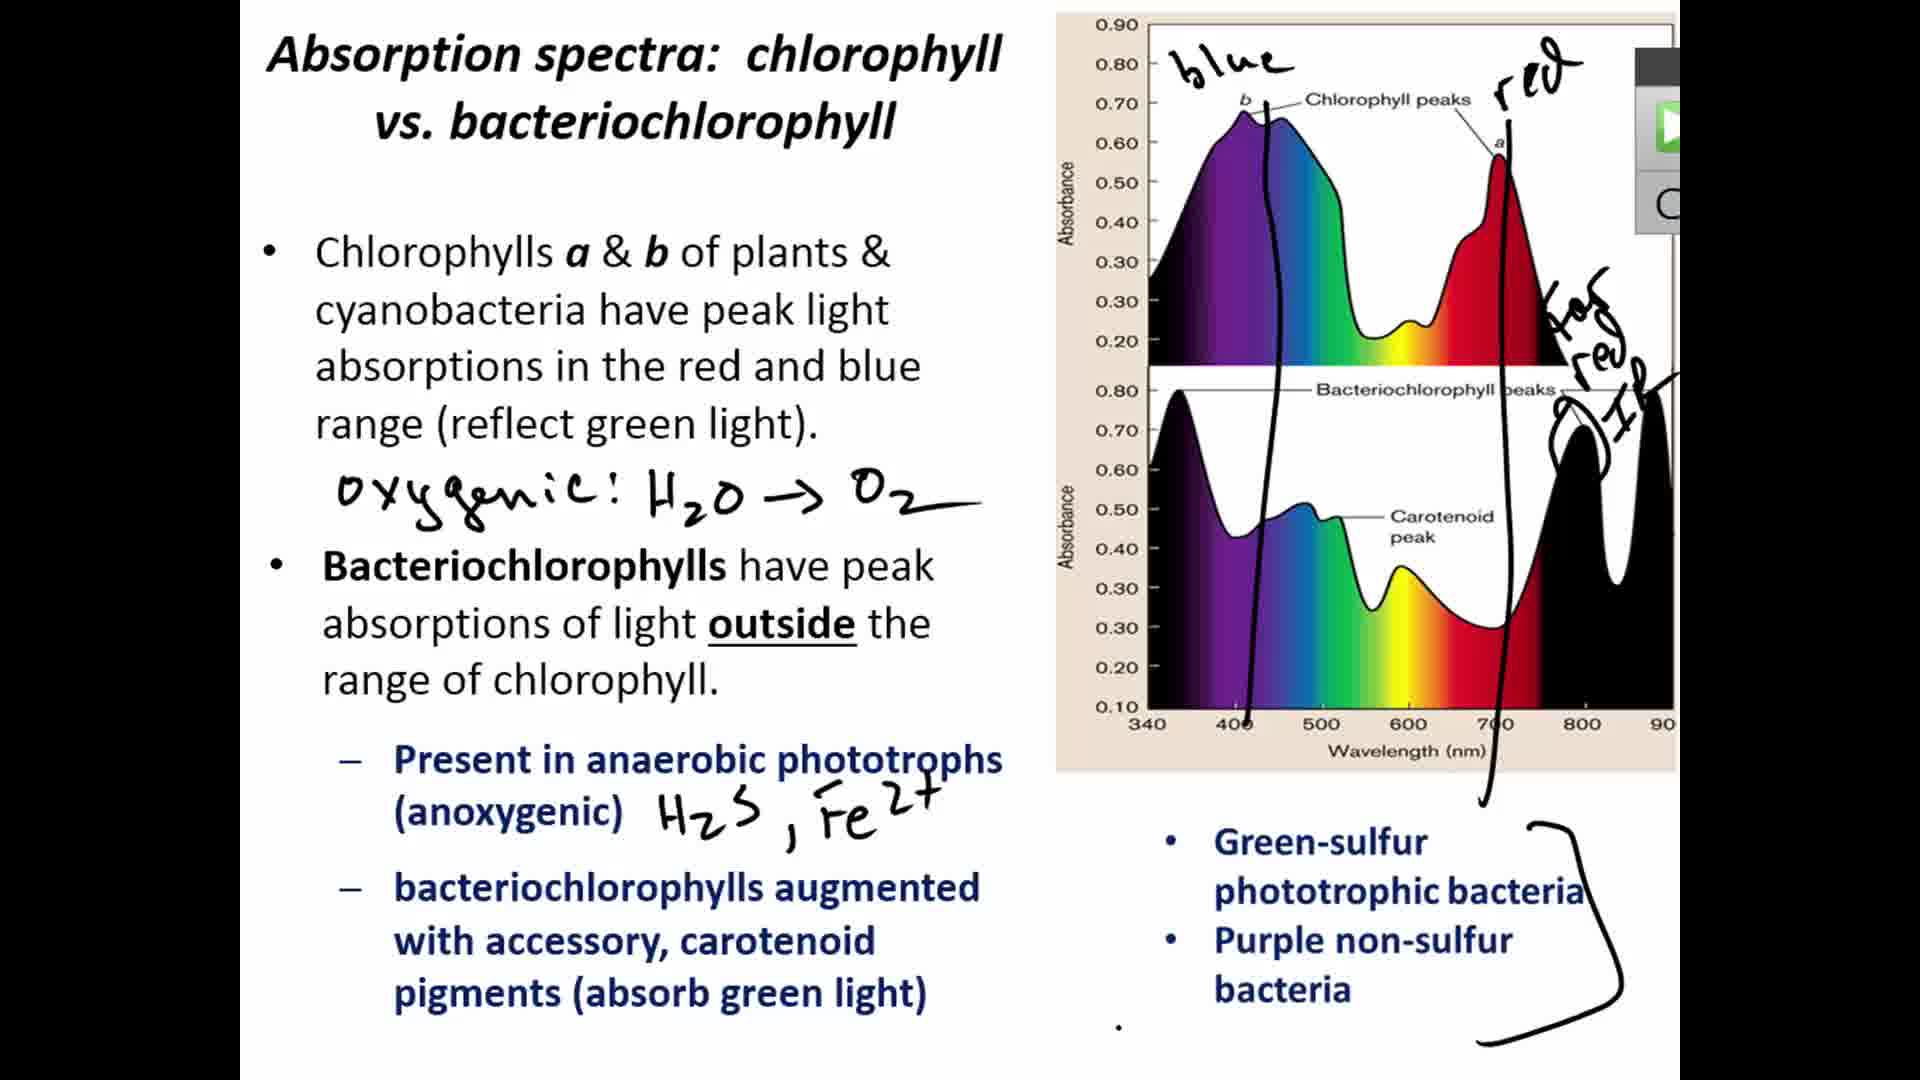 Absorption spectra: chlorophyll
vs. bacteriochlorophyll
• Chlorophylls a & b of plants &
cyanobacteria have peak light
absorptions in the red and blue
range (reflect green light).
oxygenic: H2O → O2
• Bacteriochlorophylls have peak
absorptions of light outside the
range of chlorophyll.
– Present in anaerobic phototrophs
(anoxygenic) H2S, Fe2+
– bacteriochlorophylls augmented
with accessory, carotenoid
pigments (absorb green light)
blue
red
b
Chlorophyll peaks
a
Absorbance
0.90
0.80
0.70
0.60
0.50
0.40
0.30
0.30
0.20
far
red
IR
Bacteriochlorophyll peaks
Carotenoid
peak
Absorbance
0.80
0.70
0.60
0.50
0.40
0.30
0.30
0.20
0.10
340 400 500 600 700 800 90
Wavelength (nm)
• Green-sulfur
phototrophic bacteria
• Purple non-sulfur
bacteria